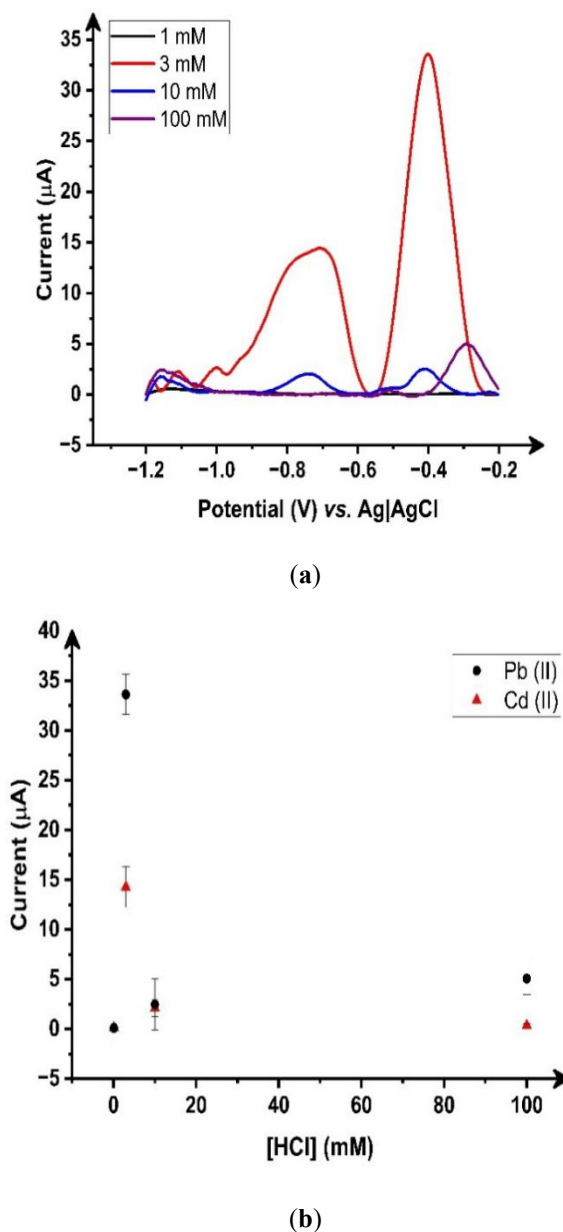 35
30
25
20
15
10
5
0
−5
Current (μA)
1 mM
3 mM
10 mM
100 mM
−1.2 −1.0 −0.8 −0.6 −0.4 −0.2
Potential (V) vs. Ag|AgCl
(a)
40
35
30
25
20
15
10
5
0
−5
Current (μA)
Pb (II)
Cd (II)
0 20 40 60 80 100
[HCl] (mM)
(b)